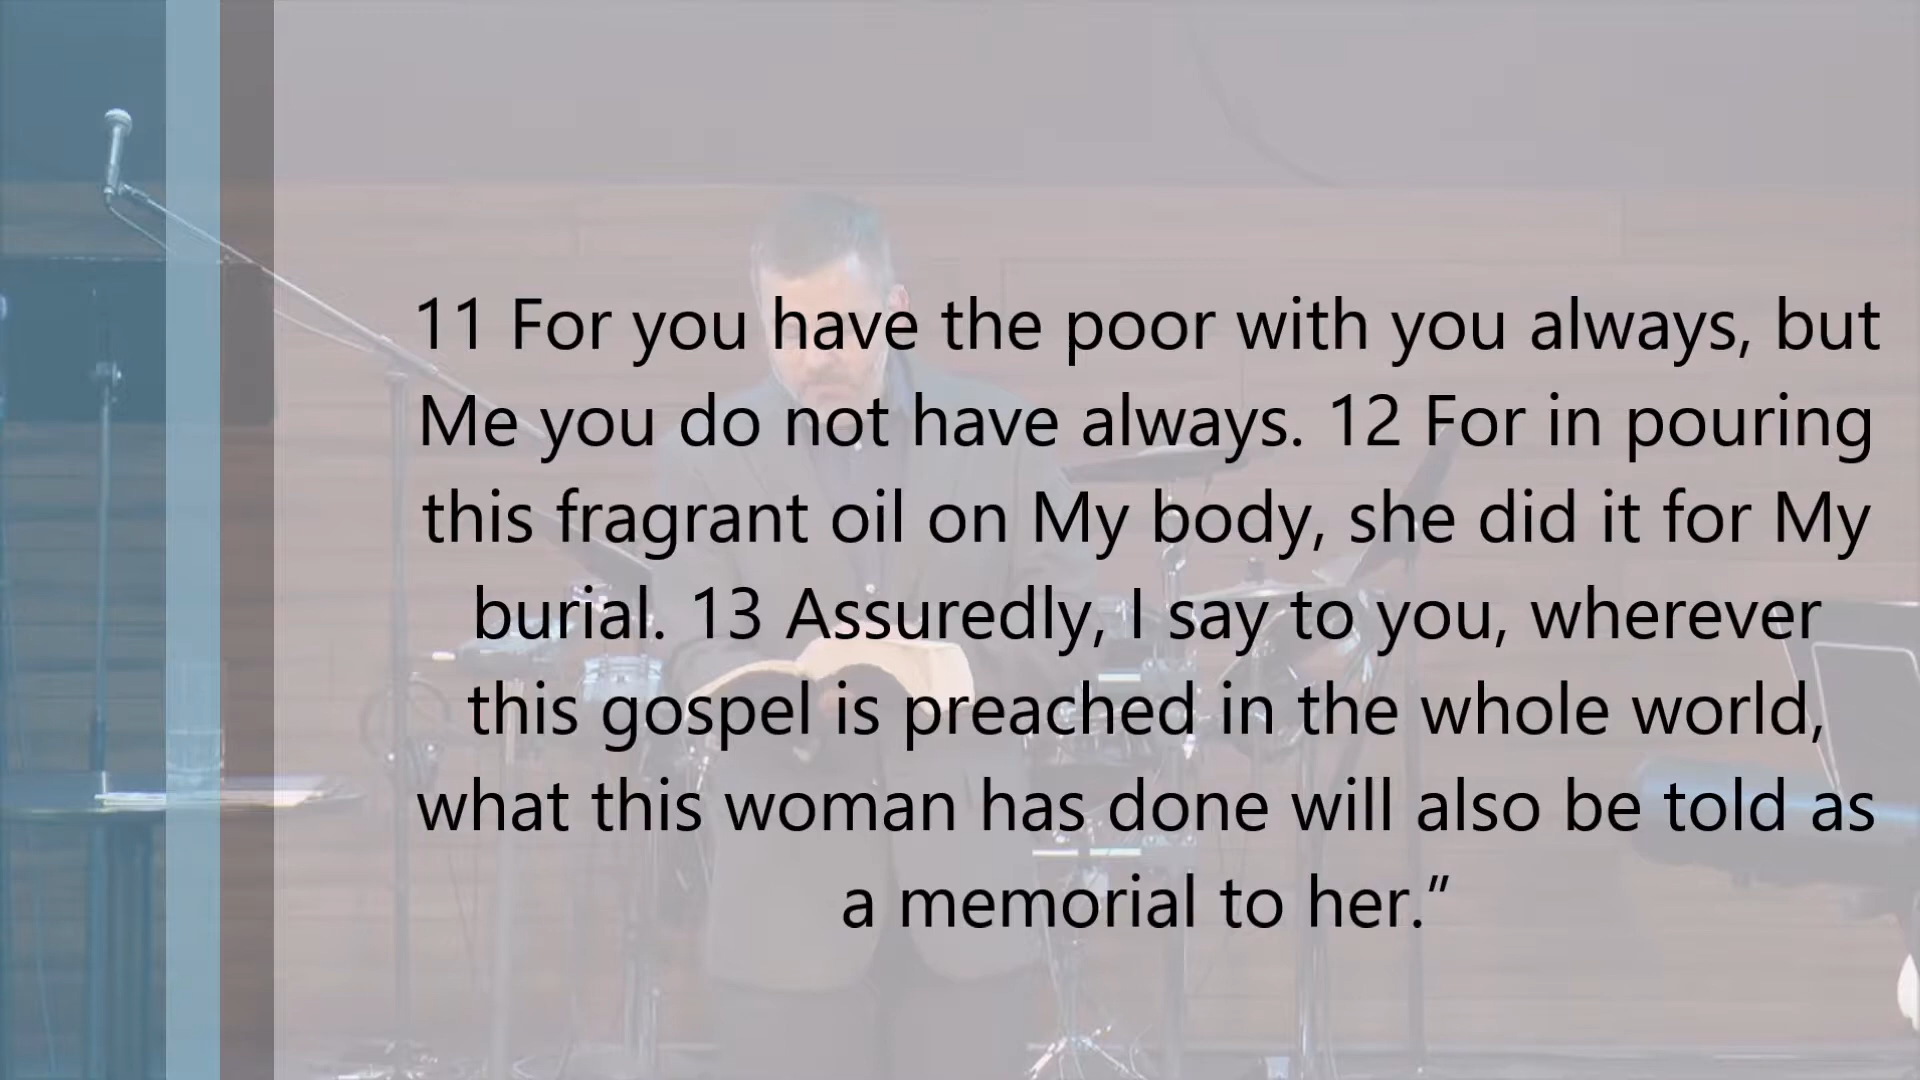 11 For you have the poor with you always, but
Me you do not have always. 12 For in pouring
this fragrant oil on My body, she did it for My
burial. 13 Assuredly, I say to you, wherever
this gospel is preached in the whole world,
what this woman has done will also be told as
a memorial to her.”